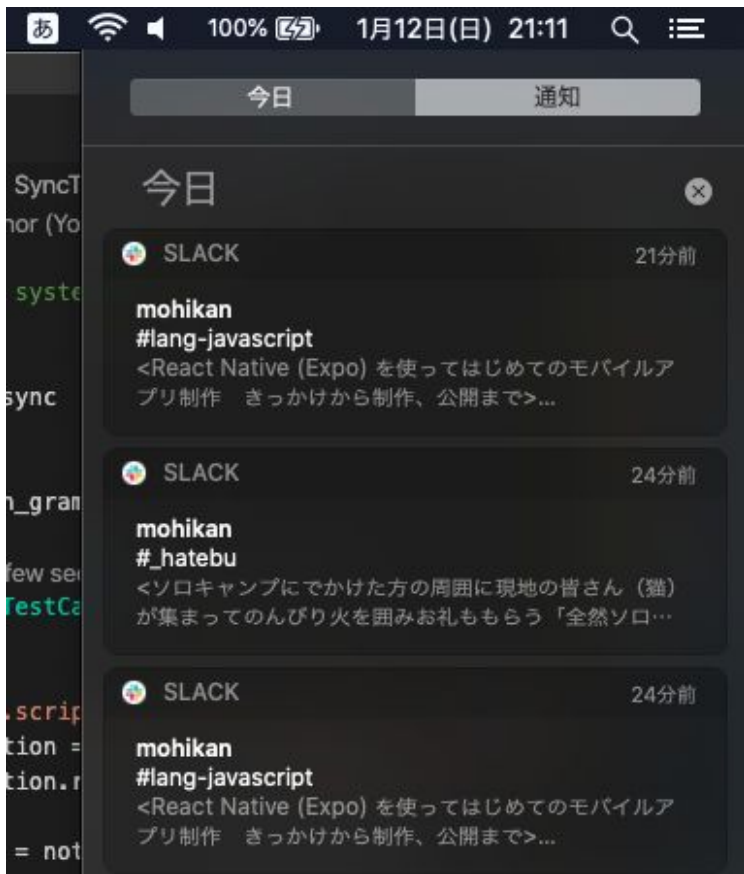 あ 100% 1月12日(日) 21:11
今日 通知
今日
SLACK 21分前
mohikan
#lang-javascript
<React Native (Expo) を使ってはじめてのモバイルア
プリ制作　きっかけから制作、公開まで>...
SLACK 24分前
mohikan
#_hatebu
<ソロキャンプにでかけた方の周囲に現地の皆さん（猫）
が集まってのんびり火を囲みお礼ももらう「全然ソロ…
SLACK 24分前
mohikan
#lang-javascript
<React Native (Expo) を使ってはじめてのモバイルア
プリ制作　きっかけから制作、公開まで>...
SyncT
nor (Yo
syste
sync
n_gram
few se
TestCa
.scrip
tion =
tion.r
= not